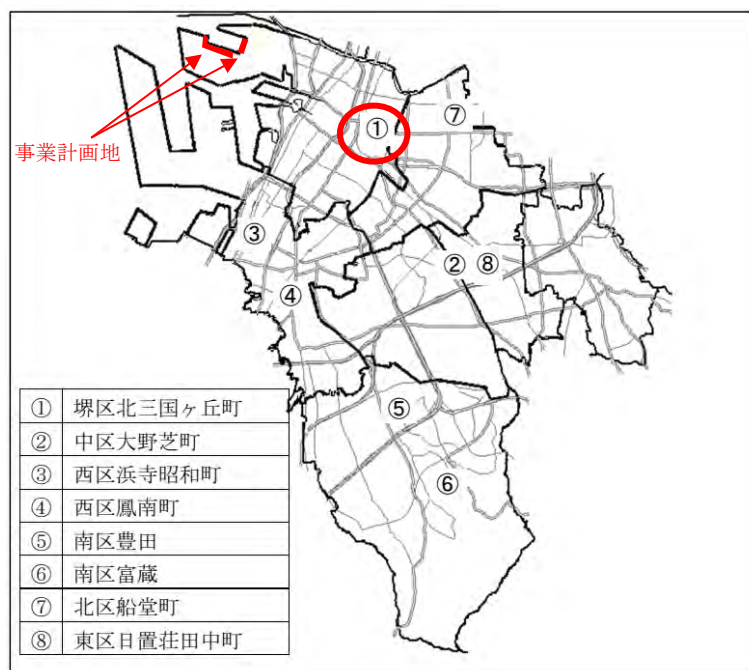 ①
⑦
事業計画地
③
② ⑧
④
⑤
⑥
① 堺区北三国ヶ丘町
② 中区大野芝町
③ 西区浜寺昭和町
④ 西区鳳南町
⑤ 南区豊田
⑥ 南区富蔵
⑦ 北区船堂町
⑧ 東区日置荘田中町